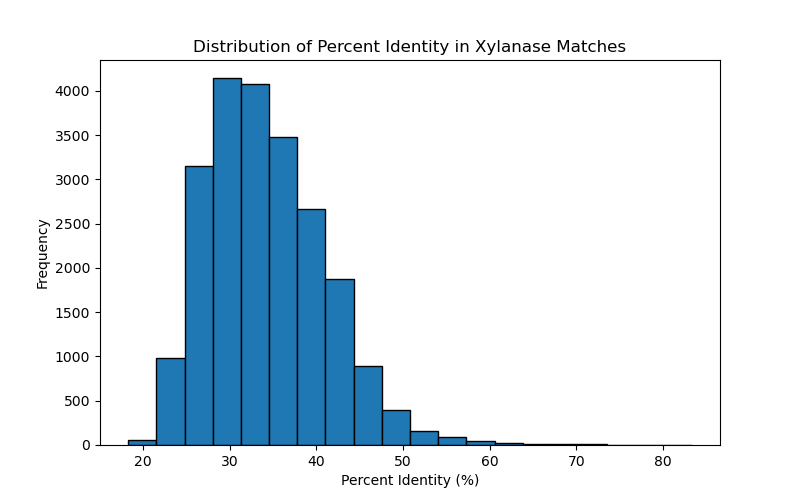 Distribution of Percent Identity in Xylanase Matches
4000
3500
3000
2500
2000
1500
1000
500
0
Frequency
20 30 40 50 60 70 80
Percent Identity (%)